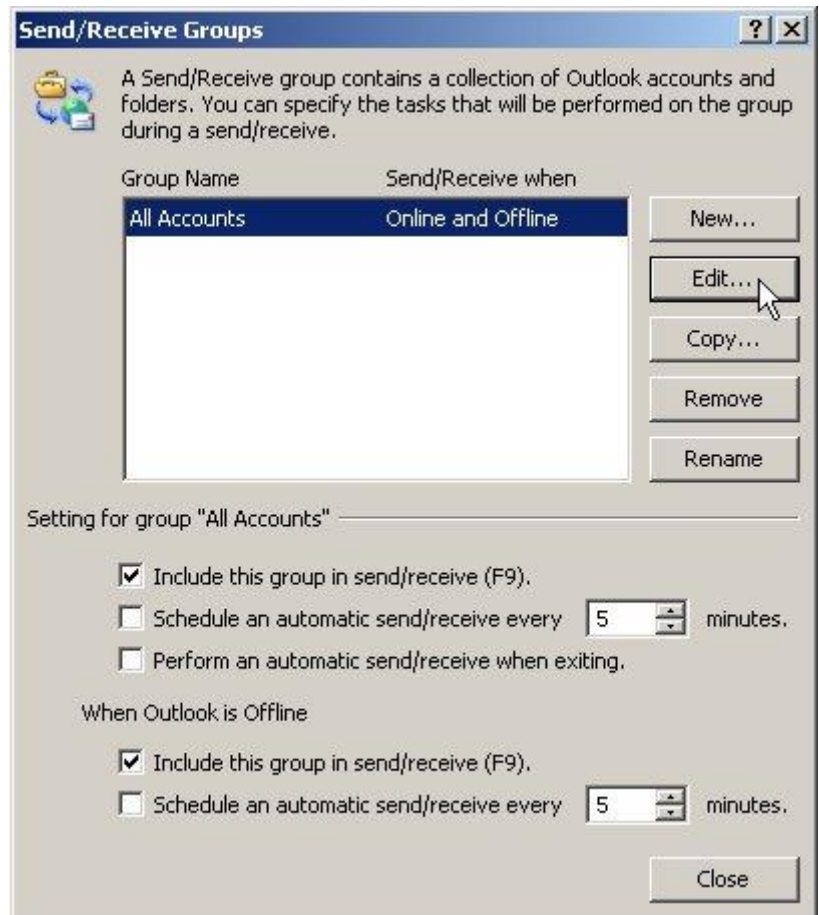 Send/Receive Groups
A Send/Receive group contains a collection of Outlook accounts and
folders. You can specify the tasks that will be performed on the group
during a send/receive.
Group Name Send/Receive when
All Accounts Online and Offline
New...
Edit...
Copy...
Remove
Rename
Setting for group "All Accounts"
Include this group in send/receive (F9).
Schedule an automatic send/receive every 5 minutes.
Perform an automatic send/receive when exiting.
When Outlook is Offline
Include this group in send/receive (F9).
Schedule an automatic send/receive every 5 minutes.
Close